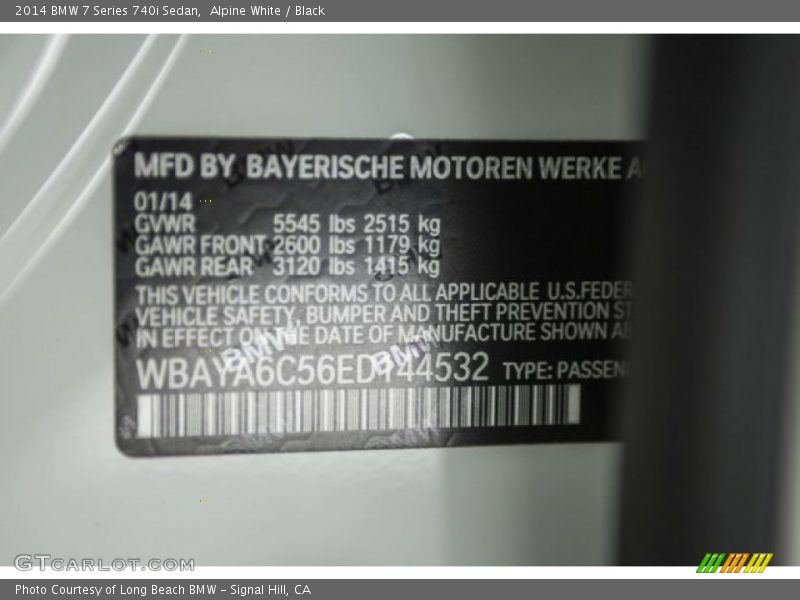 2014 BMW 7 Series 740i Sedan, Alpine White / Black
MFD BY BAYERISCHE MOTOREN WERKE A
01/14
GVWR 5545 lbs 2515 kg
GAWR FRONT 2600 lbs 1179 kg
GAWR REAR 3120 lbs 1415 kg
THIS VEHICLE CONFORMS TO ALL APPLICABLE U.S.FEDER
VEHICLE SAFETY, BUMPER AND THEFT PREVENTION ST
IN EFFECT ON THE DATE OF MANUFACTURE SHOWN AB
WBAYA6C56ED144532 TYPE: PASSEN
GTCARLOT.COM
Photo Courtesy of Long Beach BMW – Signal Hill, CA